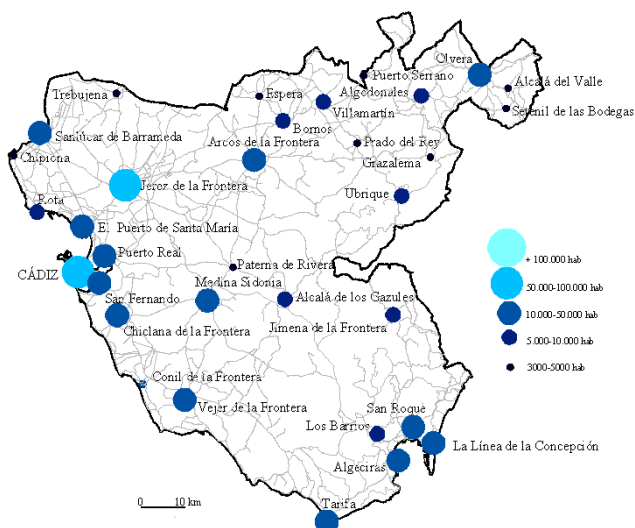 Olvera
Puerto Serrano
Trebujena
Espera
Algodonales
Alcalá del Valle
Villamartín
Setenil de las Bodegas
Bornos
Sanlúcar de Barrameda
Arcos de la Frontera
Prado del Rey
Chipiona
Grazalema
Jerez de la Frontera
Rota
Ubrique
El Puerto de Santa María
Puerto Real
+ 100.000 hab
CÁDIZ
Paterna de Rivera
Medina Sidonia
50.000-100.000 hab
San Fernando
Alcalá de los Gazules
10.000-50.000 hab
Chiclana de la Frontera
Jimena de la Frontera
5.000-10.000 hab
3000-5000 hab
Conil de la Frontera
Vejer de la Frontera
San Roque
Los Barrios
La Línea de la Concepción
Algeciras
Tarifa
0 10 km